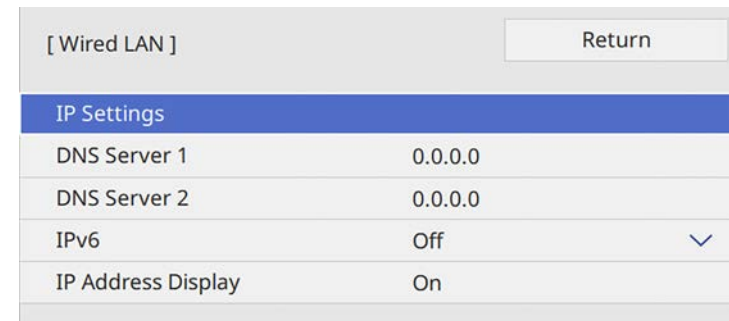 [ Wired LAN ]
Return
IP Settings
DNS Server 1 0.0.0.0
DNS Server 2 0.0.0.0
IPv6 Off
IP Address Display On